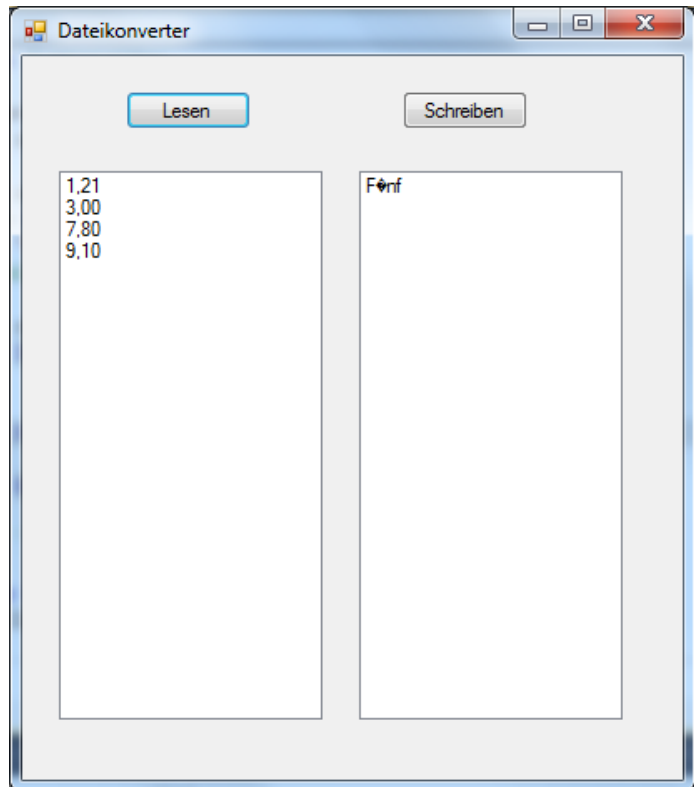 Dateikonverter
Lesen
Schreiben
1,21
3,00
7,80
9,10
F�nf